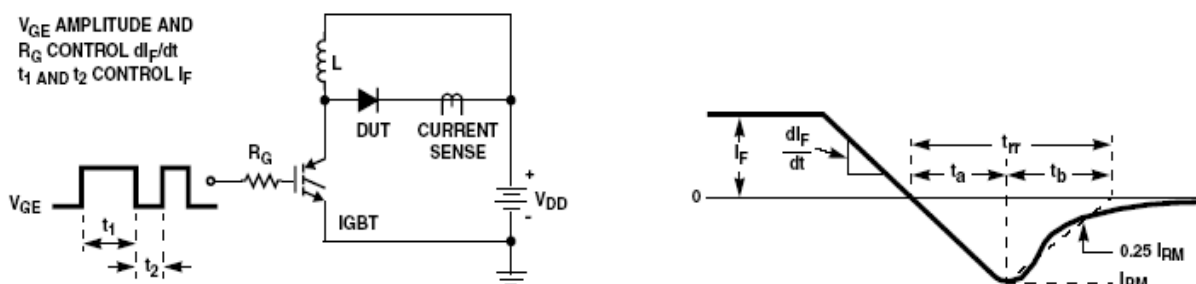 VGE AMPLITUDE AND
RG CONTROL dIF/dt
t1 AND t2 CONTROL IF
L
DUT
CURRENT
SENSE
RG
VGE
t1
t2
IGBT
+
VDD
-
IF
dIF
dt
trr
ta
tb
0
0.25 IRM
IRM